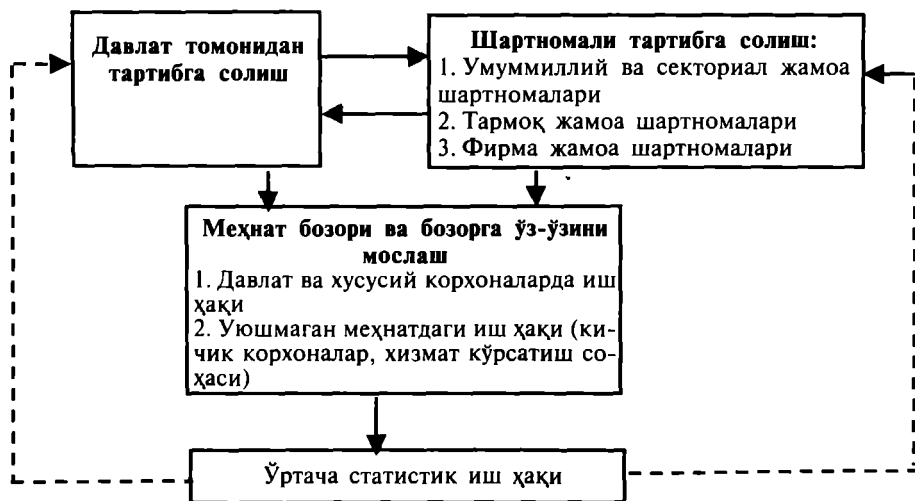 Давлат томонидан
тартибга солиш
Шартномали тартибга солиш:
1. Умуммиллий ва секториал жамоа
шартномалари
2. Тармоқ жамоа шартномалари
3. Фирма жамоа шартномалари
Меҳнат бозори ва бозорга ўз-ўзини
мослаш
1. Давлат ва хусусий корхоналарда иш
ҳақи
2. Уюшмаган меҳнатдаги иш ҳақи (ки-
чик корхоналар, хизмат кўрсатиш со-
ҳаси)
Ўртача статистик иш ҳақи